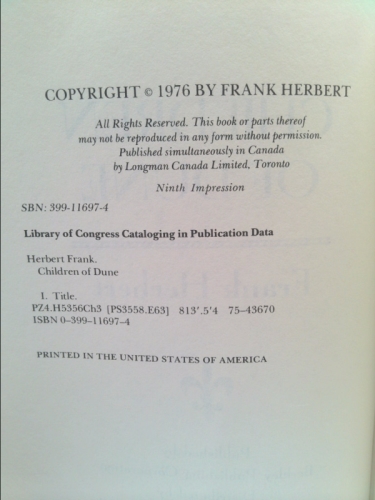 COPYRIGHT © 1976 BY FRANK HERBERT
All Rights Reserved. This book or parts thereof
may not be reproduced in any form without permission.
Published simultaneously in Canada
by Longman Canada Limited, Toronto
Ninth Impression
SBN: 399-11697-4
Library of Congress Cataloging in Publication Data
Herbert Frank.
Children of Dune
1. Title.
PZ4.H5356Ch3 [PS3558.E63] 813'.5'4 75-43670
ISBN 0-399-11697-4
PRINTED IN THE UNITED STATES OF AMERICA